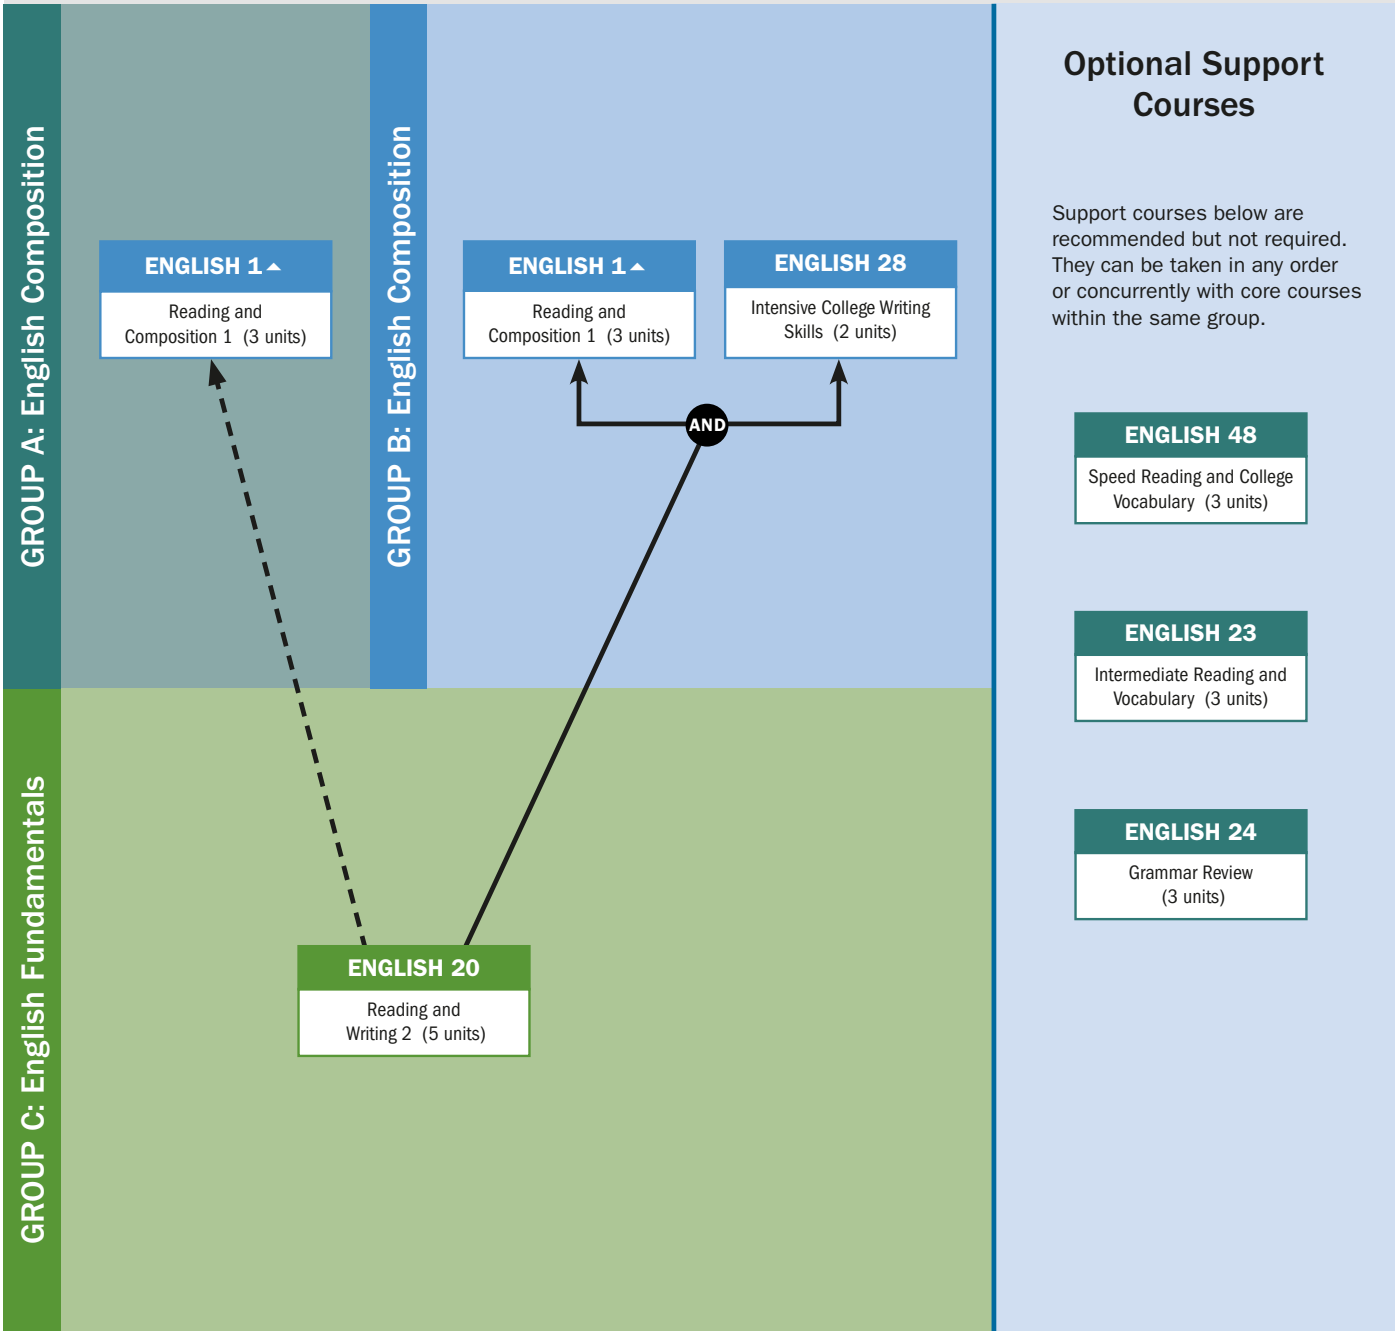 GROUP A: English Composition
ENGLISH 1▲
Reading and
Composition 1 (3 units)
GROUP B: English Composition
ENGLISH 1▲
Reading and
Composition 1 (3 units)
ENGLISH 28
Intensive College Writing
Skills (2 units)
AND
GROUP C: English Fundamentals
ENGLISH 20
Reading and
Writing 2 (5 units)
Optional Support
Courses
Support courses below are
recommended but not required.
They can be taken in any order
or concurrently with core courses
within the same group.
ENGLISH 48
Speed Reading and College
Vocabulary (3 units)
ENGLISH 23
Intermediate Reading and
Vocabulary (3 units)
ENGLISH 24
Grammar Review
(3 units)